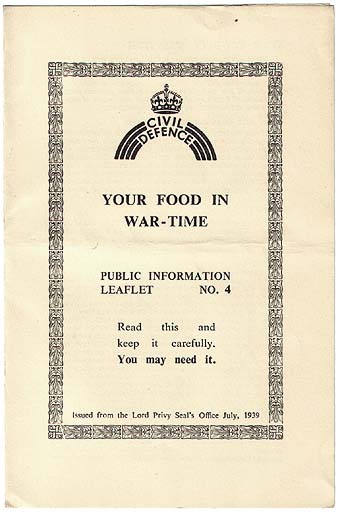 CIVIL
DEFENCE
YOUR FOOD IN
WAR-TIME
PUBLIC INFORMATION
LEAFLET NO. 4
Read this and
keep it carefully.
You may need it.
Issued from the Lord Privy Seal's Office July, 1939